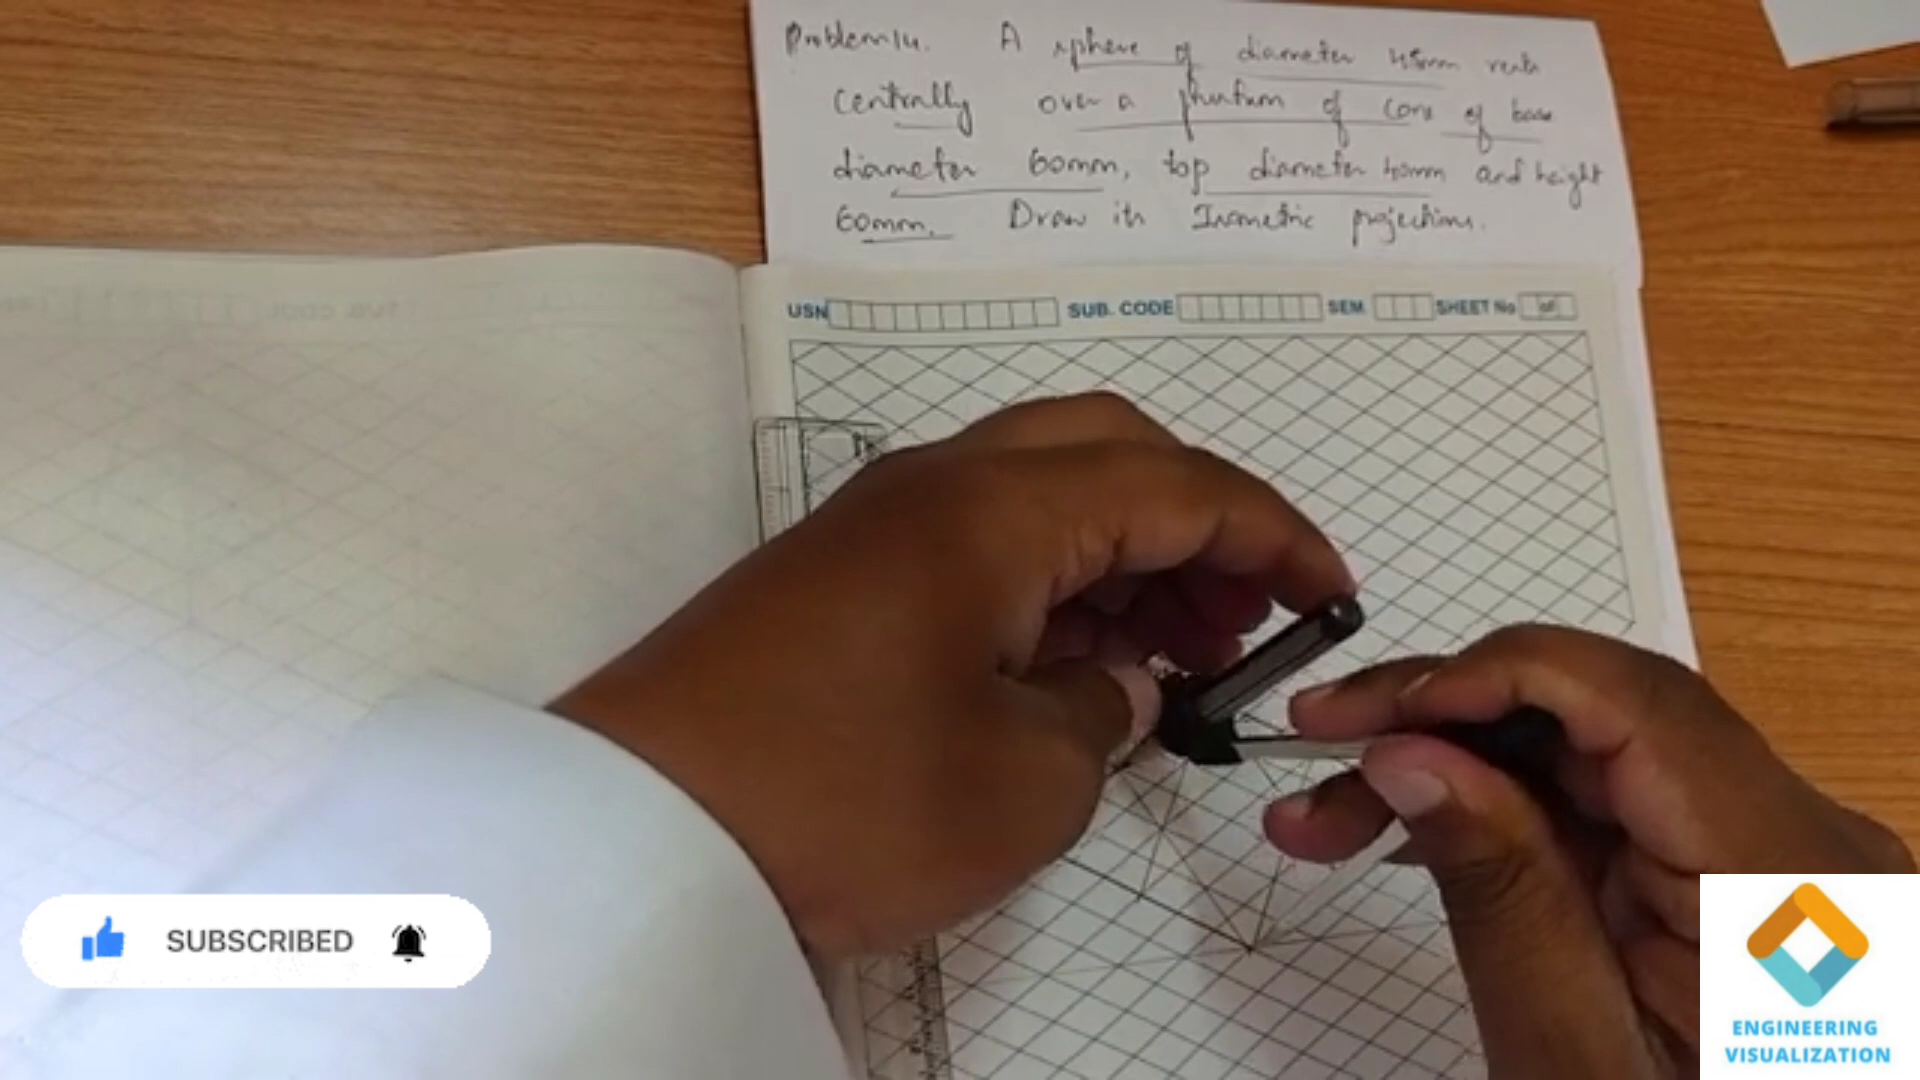 Problem 14. A sphere of diameter 45mm rests
centrally over a frustum of cone of base
diameter 60mm, top diameter 40mm and height
60mm. Draw its Isometric projections.
USN SUB. CODE SEM SHEET No of
SUBSCRIBED
ENGINEERING
VISUALIZATION